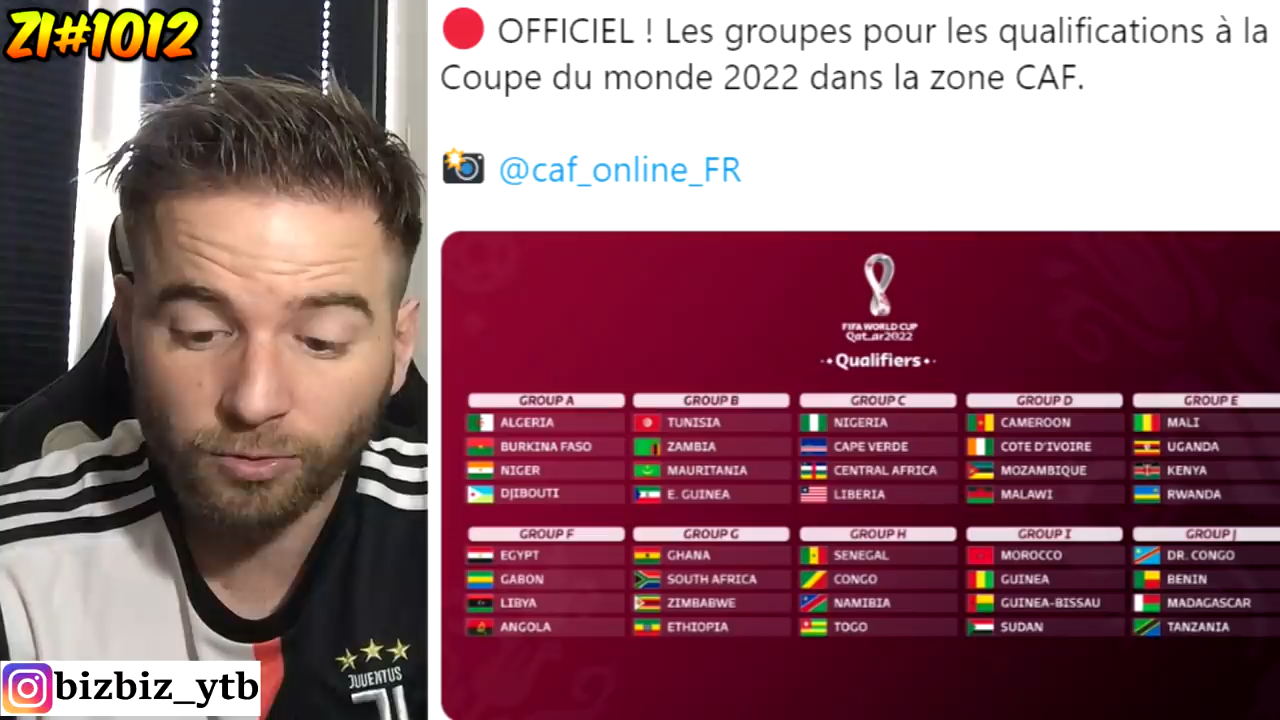 ZI#1012
OFFICIEL ! Les groupes pour les qualifications à la
Coupe du monde 2022 dans la zone CAF.
@caf_online_FR
FIFA WORLD CUP
Qatar2022
Qualifiers
GROUP A
ALGERIA
BURKINA FASO
NIGER
DJIBOUTI
GROUP B
TUNISIA
ZAMBIA
MAURITANIA
E. GUINEA
GROUP C
NIGERIA
CAPE VERDE
CENTRAL AFRICA
LIBERIA
GROUP D
CAMEROON
COTE D'IVOIRE
MOZAMBIQUE
MALAWI
GROUP E
MALI
UGANDA
KENYA
RWANDA
GROUP F
EGYPT
GABON
LIBYA
ANGOLA
GROUP G
GHANA
SOUTH AFRICA
ZIMBABWE
ETHIOPIA
GROUP H
SENEGAL
CONGO
NAMIBIA
TOGO
GROUP I
MOROCCO
GUINEA
GUINEA-BISSAU
SUDAN
GROUP J
DR. CONGO
BENIN
MADAGASCAR
TANZANIA
JUVENTUS
bizbiz_ytb